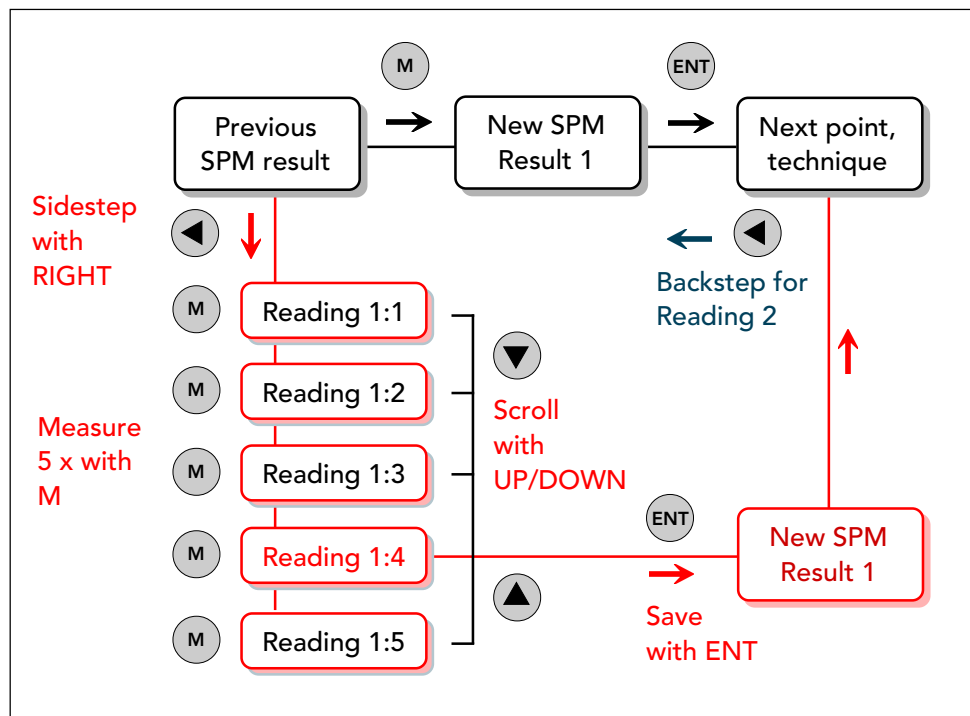 M
ENT
Previous
SPM result
New SPM
Result 1
Next point,
technique
Sidestep
with
RIGHT
Backstep for
Reading 2
M
Reading 1:1
M
Reading 1:2
Measure
5 x with
M
Scroll
with
UP/DOWN
M
Reading 1:3
M
Reading 1:4
ENT
New SPM
Result 1
M
Reading 1:5
Save
with ENT